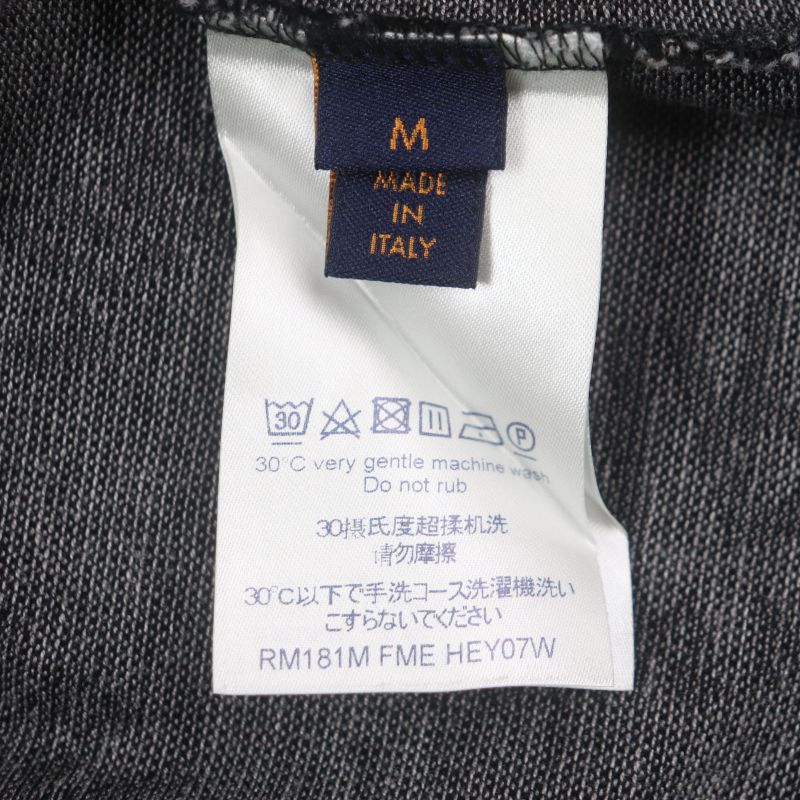 M
MADE
IN
ITALY
30
P
30°C very gentle machine wash
Do not rub
30摄氏度超揉机洗
请勿摩擦
30°C以下で手洗コース洗濯機洗い
こすらないでください
RM181M FME HEY07W